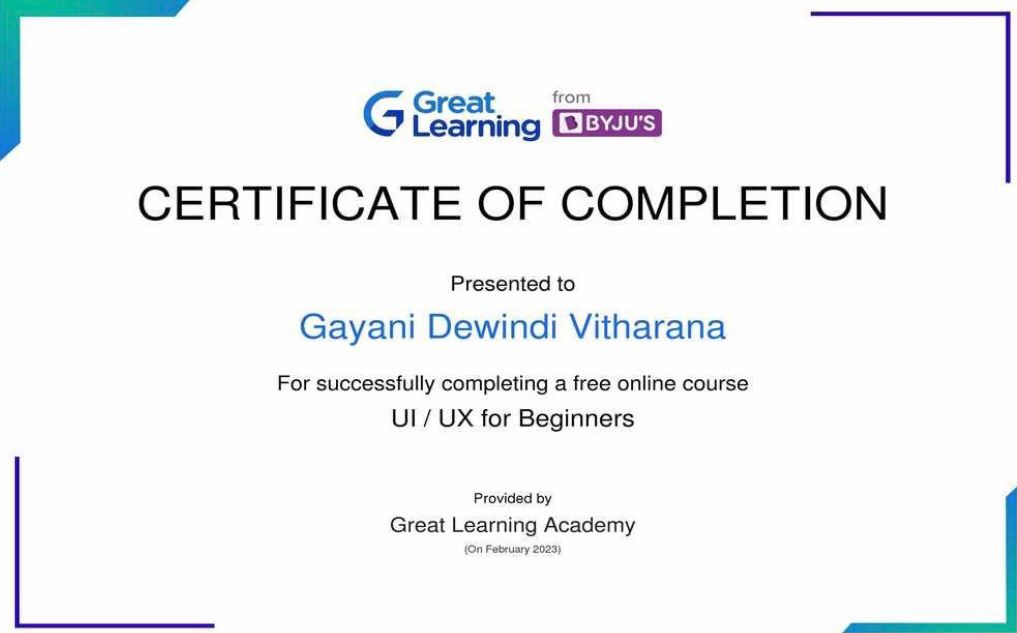 Great
Learning
from
BYJU'S
CERTIFICATE OF COMPLETION
Presented to
Gayani Dewindi Vitharana
For successfully completing a free online course
UI / UX for Beginners
Provided by
Great Learning Academy
(On February 2023)